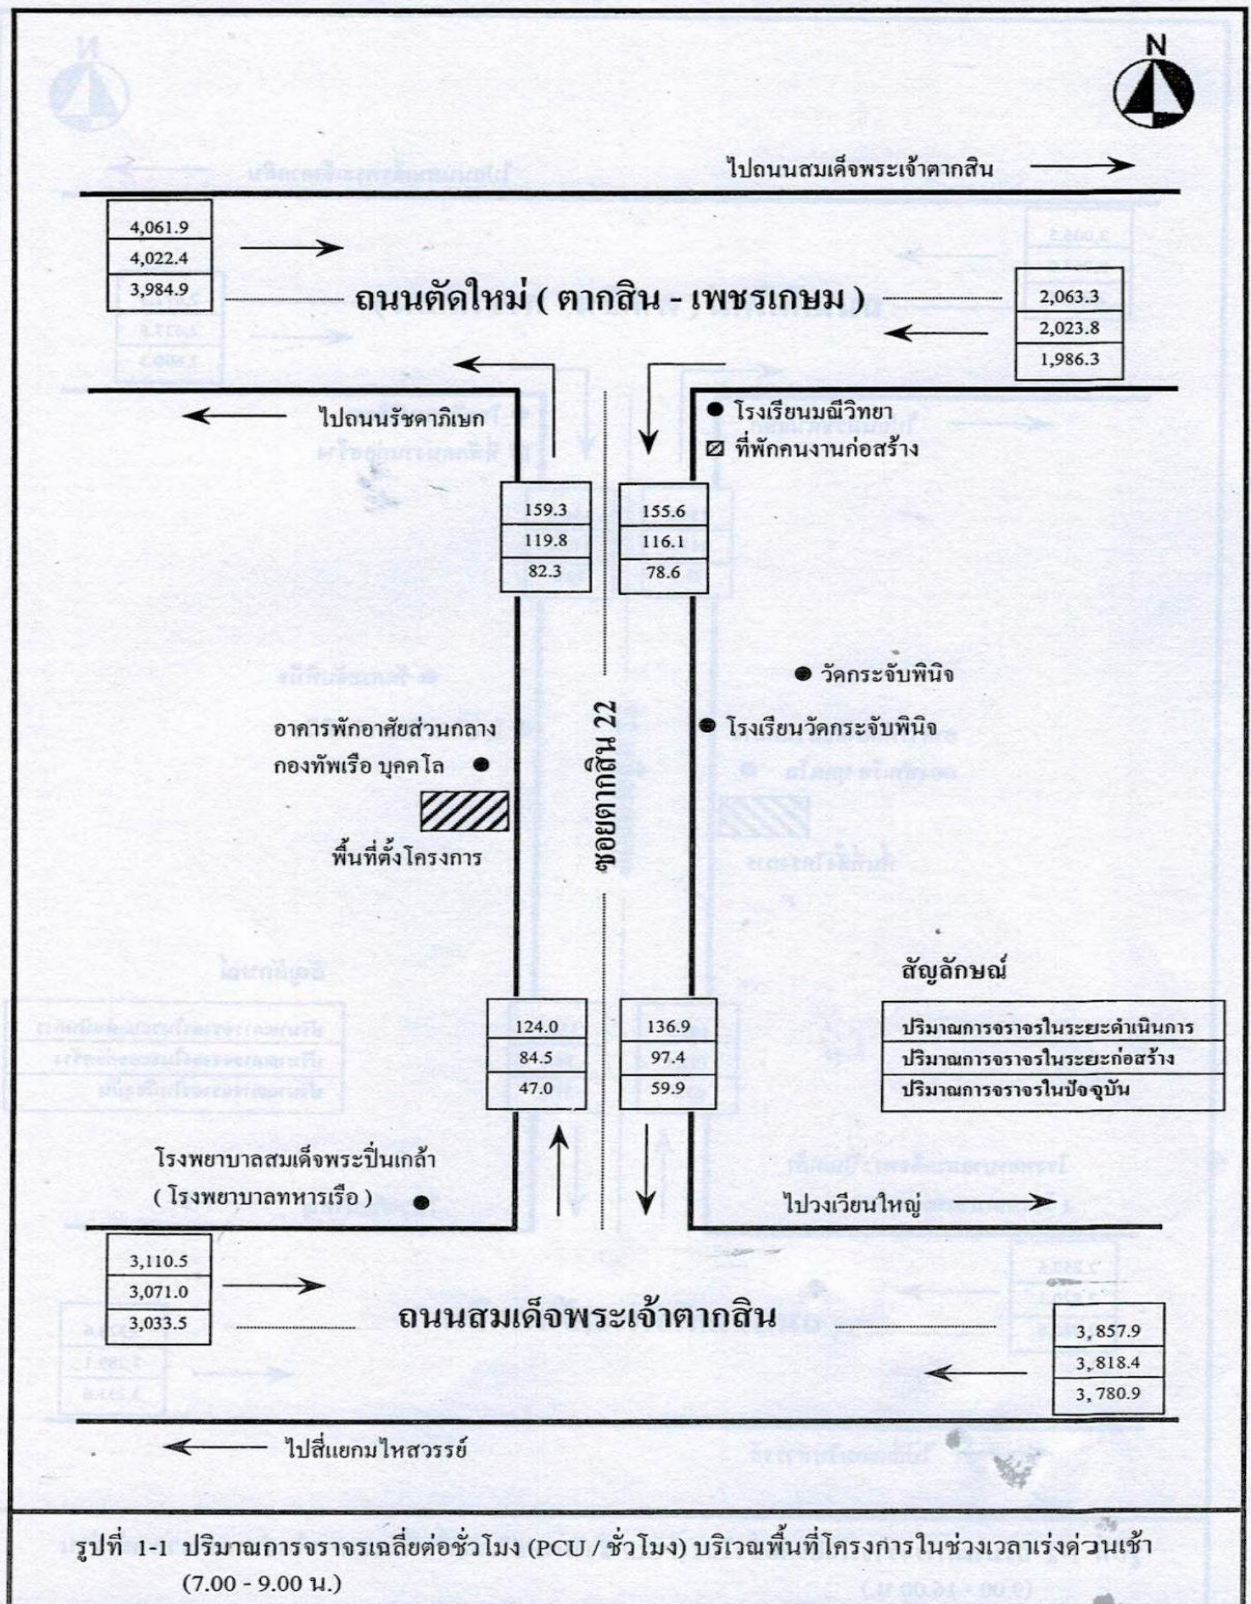 N
ไปถนนสมเด็จพระเจ้าตากสิน
4,061.9
4,022.4
3,984.9
ถนนตัดใหม่ ( ตากสิน - เพชรเกษม )
2,063.3
2,023.8
1,986.3
ไปถนนรัชดาภิเษก
โรงเรียนมณีวิทยา
ที่พักคนงานก่อสร้าง
159.3
119.8
82.3
155.6
116.1
78.6
วัดกระจับพินิจ
อาคารพักอาศัยส่วนกลาง
กองทัพเรือ บุคคโล
โรงเรียนวัดกระจับพินิจ
ซอยตากสิน 22
พื้นที่ตั้งโครงการ
สัญลักษณ์
124.0
84.5
47.0
136.9
97.4
59.9
ปริมาณการจราจรในระยะดำเนินการ
ปริมาณการจราจรในระยะก่อสร้าง
ปริมาณการจราจรในปัจจุบัน
โรงพยาบาลสมเด็จพระปิ่นเกล้า
( โรงพยาบาลทหารเรือ )
ไปวงเวียนใหญ่
3,110.5
3,071.0
3,033.5
ถนนสมเด็จพระเจ้าตากสิน
3,857.9
3,818.4
3,780.9
ไปสี่แยกมไหสวรรย์
รูปที่ 1-1 ปริมาณการจราจรเฉลี่ยต่อชั่วโมง (PCU / ชั่วโมง) บริเวณพื้นที่โครงการในช่วงเวลาเร่งด่วนเช้า
(7.00 - 9.00 น.)